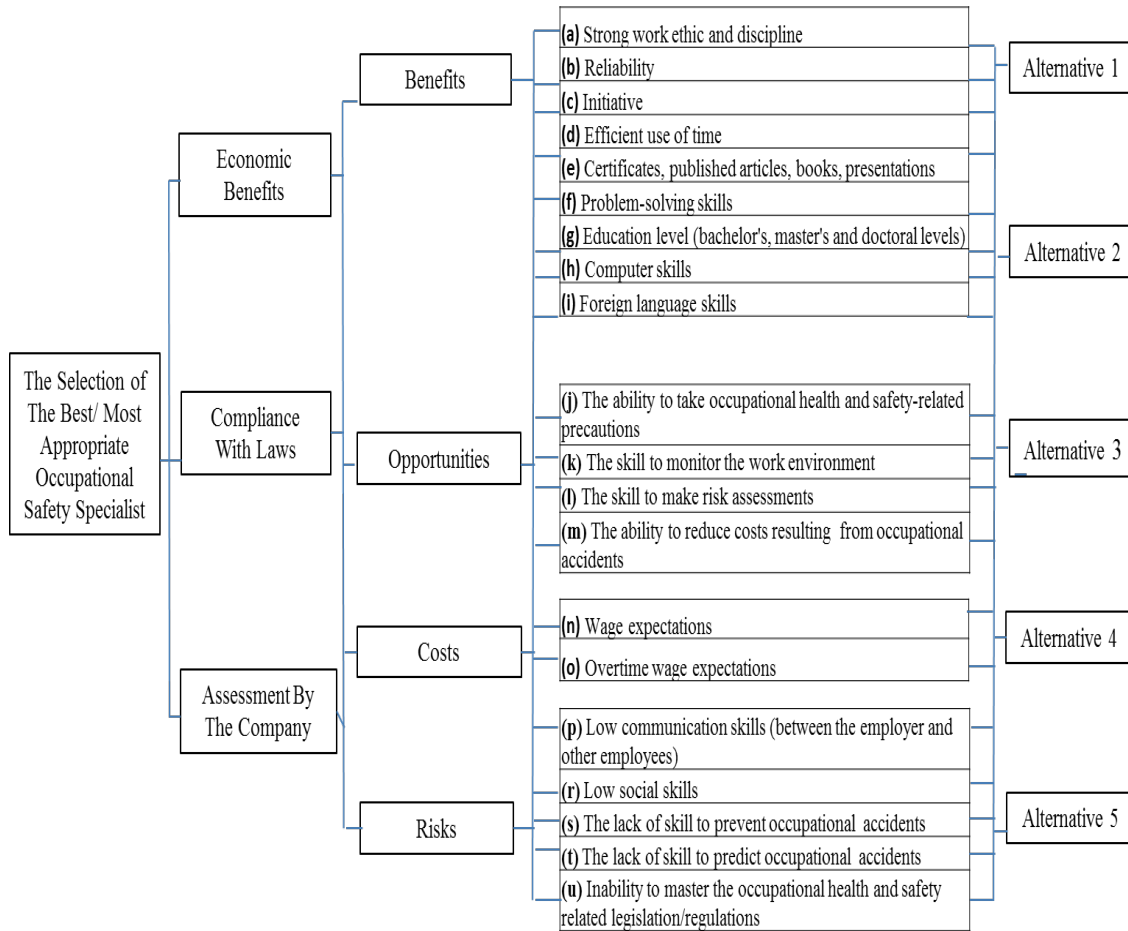 The Selection of
The Best/ Most
Appropriate
Occupational
Safety Specialist
Economic
Benefits
Compliance
With Laws
Assessment By
The Company
Benefits
Opportunities
Costs
Risks
(a) Strong work ethic and discipline
(b) Reliability
(c) Initiative
(d) Efficient use of time
(e) Certificates, published articles, books, presentations
(f) Problem-solving skills
(g) Education level (bachelor's, master's and doctoral levels)
(h) Computer skills
(i) Foreign language skills
(j) The ability to take occupational health and safety-related
precautions
(k) The skill to monitor the work environment
(l) The skill to make risk assessments
(m) The ability to reduce costs resulting from occupational
accidents
(n) Wage expectations
(o) Overtime wage expectations
(p) Low communication skills (between the employer and
other employees)
(r) Low social skills
(s) The lack of skill to prevent occupational accidents
(t) The lack of skill to predict occupational accidents
(u) Inability to master the occupational health and safety
related legislation/regulations
Alternative 1
Alternative 2
Alternative 3
Alternative 4
Alternative 5